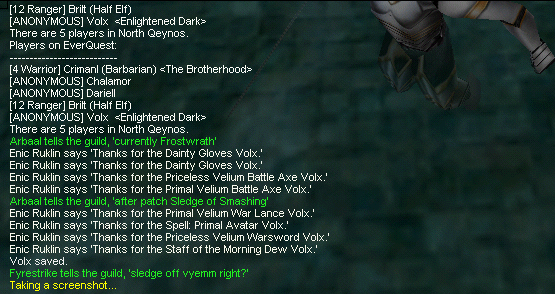 [12 Ranger] Brilt (Half Elf)
[ANONYMOUS] Volx <Enlightened Dark>
There are 5 players in North Qeynos.
Players on EverQuest:
---------------------------
[4 Warrior] Crimanl (Barbarian) <The Brotherhood>
[ANONYMOUS] Chalamor
[ANONYMOUS] Dariell
[12 Ranger] Brilt (Half Elf)
[ANONYMOUS] Volx <Enlightened Dark>
There are 5 players in North Qeynos.
Arbaal tells the guild, 'currently Frostwrath'
Enic Ruklin says 'Thanks for the Dainty Gloves Volx.'
Enic Ruklin says 'Thanks for the Dainty Gloves Volx.'
Enic Ruklin says 'Thanks for the Priceless Velium Battle Axe Volx.'
Enic Ruklin says 'Thanks for the Primal Velium Battle Axe Volx.'
Arbaal tells the guild, 'after patch Sledge of Smashing'
Enic Ruklin says 'Thanks for the Primal Velium War Lance Volx.'
Enic Ruklin says 'Thanks for the Spell: Primal Avatar Volx.'
Enic Ruklin says 'Thanks for the Priceless Velium Warsword Volx.'
Enic Ruklin says 'Thanks for the Staff of the Morning Dew Volx.'
Volx saved.
Fyrestrike tells the guild, 'sledge off vyemm right?'
Taking a screenshot...